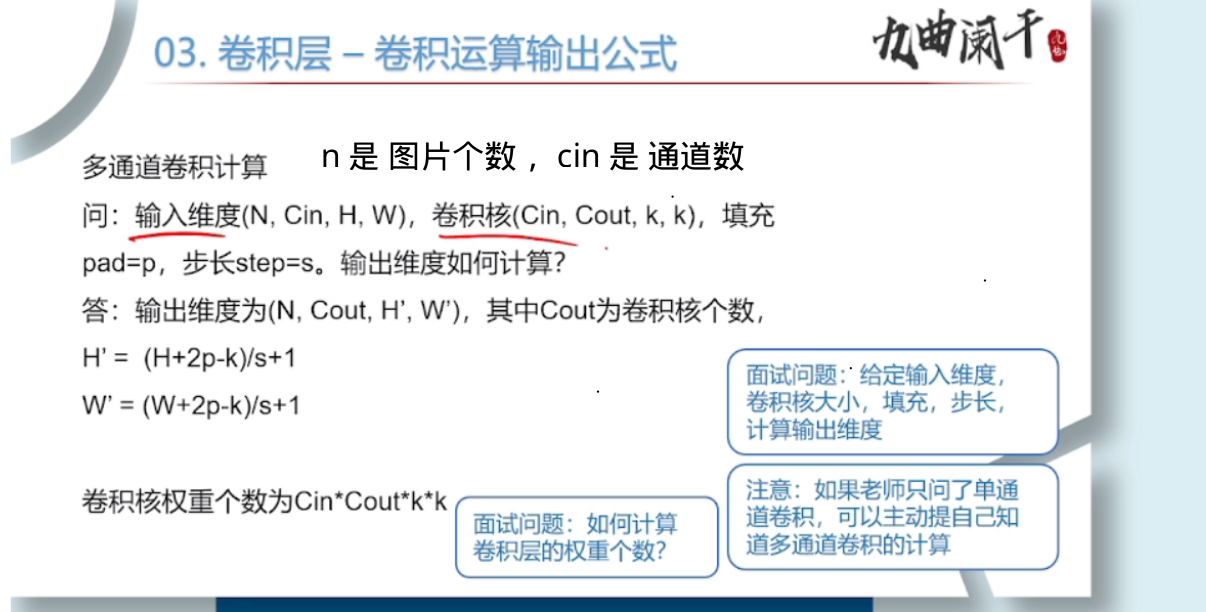 03. 卷积层 – 卷积运算输出公式
九曲阑干
多通道卷积计算
n 是 图片个数 ，cin 是 通道数
问：输入维度(N, Cin, H, W)，卷积核(Cin, Cout, k, k)，填充
pad=p，步长step=s。输出维度如何计算？
答：输出维度为(N, Cout, H’, W’)，其中Cout为卷积核个数，
H’ = (H+2p-k)/s+1
W’ = (W+2p-k)/s+1
面试问题：给定输入维度，
卷积核大小，填充，步长，
计算输出维度
卷积核权重个数为Cin*Cout*k*k
面试问题：如何计算
卷积层的权重个数？
注意：如果老师只问了单通
道卷积，可以主动提自己知
道多通道卷积的计算